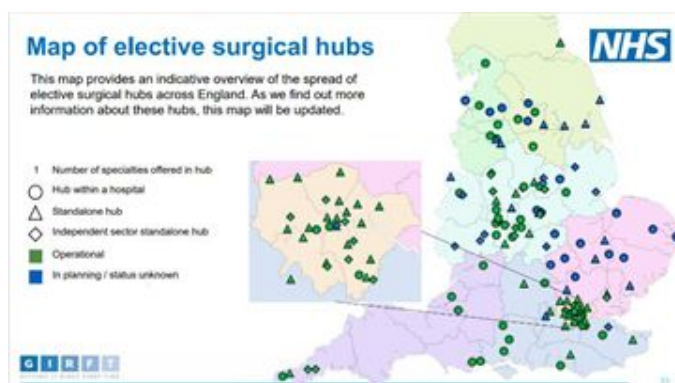 Map of elective surgical hubs
NHS
This map provides an indicative overview of the spread of
elective surgical hubs across England. As we find out more
information about these hubs, this map will be updated.
1 Number of specialties offered in hub
Hub within a hospital
Standalone hub
Independent sector standalone hub
Operational
In planning / status unknown
GIRFT